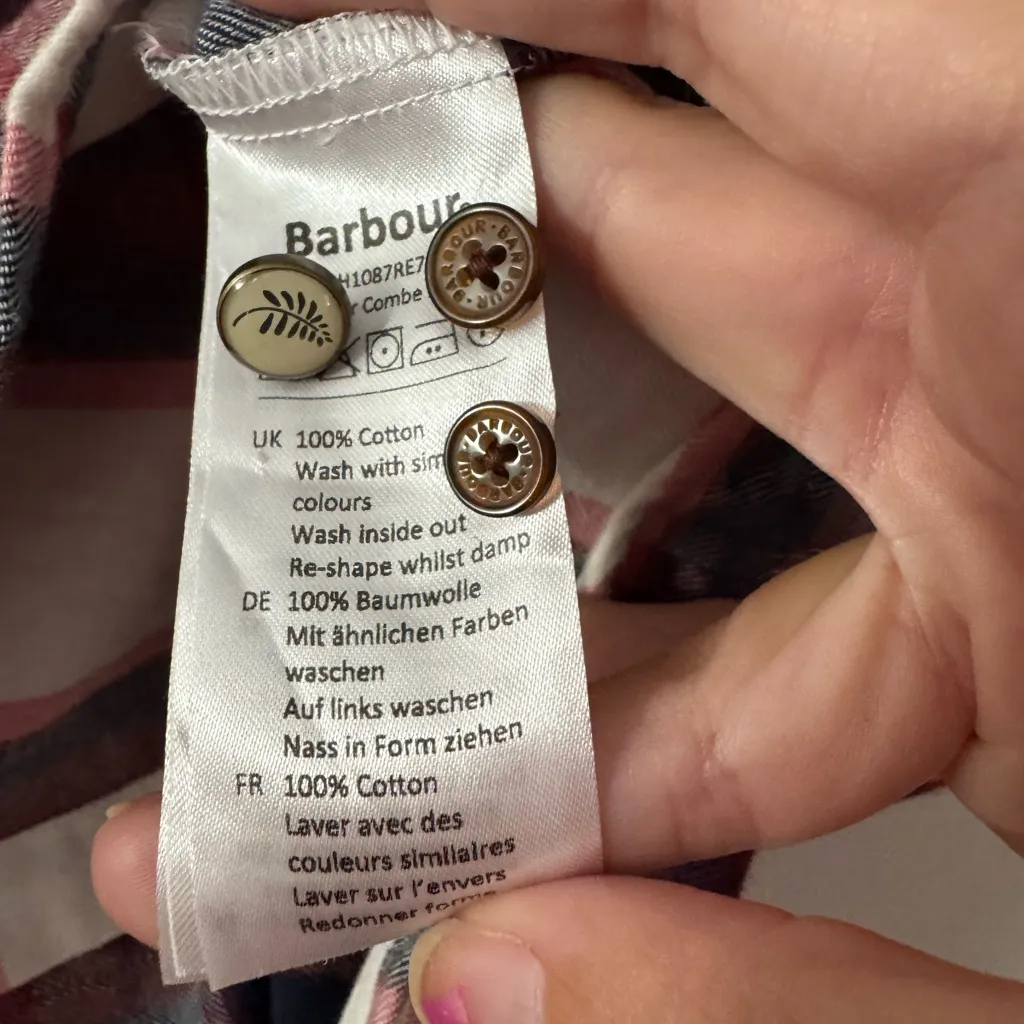 Barbour
H1087RE7
Combe
BARBOUR · BARBOUR ·
UK 100% Cotton
Wash with sim
colours
Wash inside out
Re-shape whilst damp
DE 100% Baumwolle
Mit ähnlichen Farben
waschen
Auf links waschen
Nass in Form ziehen
FR 100% Cotton
Laver avec des
couleurs similaires
Laver sur l'envers
Redonner forme